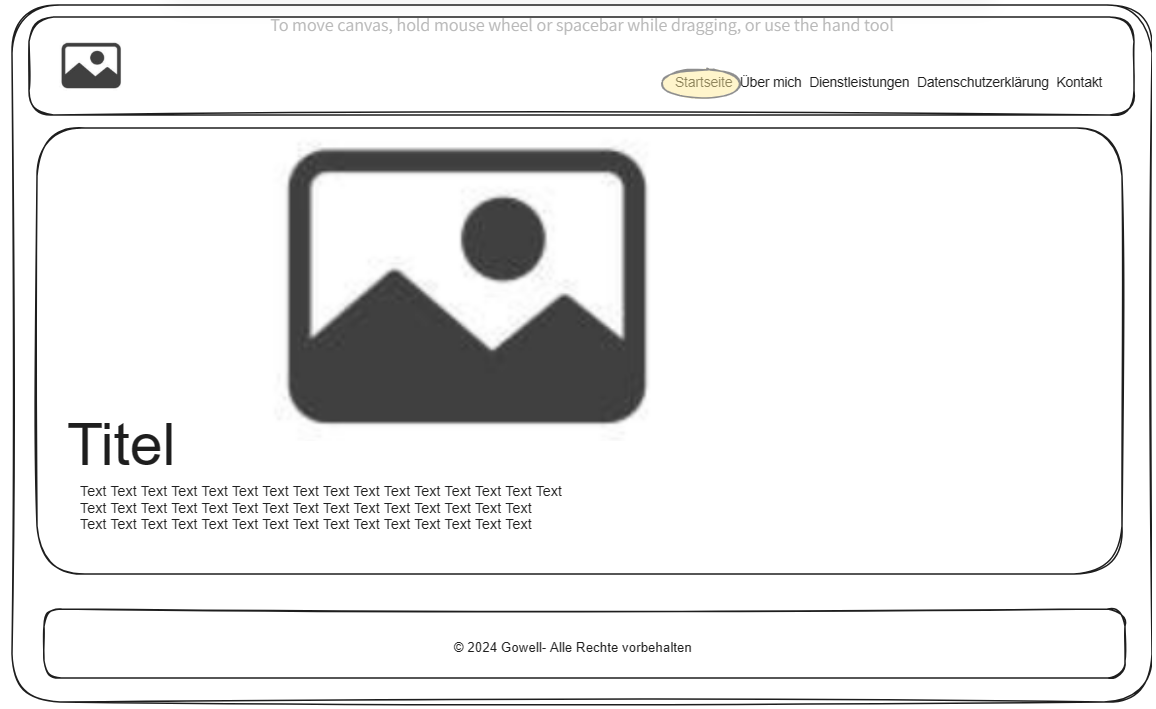 To move canvas, hold mouse wheel or spacebar while dragging, or use the hand tool
Startseite Über mich Dienstleistungen Datenschutzerklärung Kontakt
Titel
Text Text Text Text Text Text Text Text Text Text Text Text Text Text Text Text
Text Text Text Text Text Text Text Text Text Text Text Text Text Text Text
Text Text Text Text Text Text Text Text Text Text Text Text Text Text Text
© 2024 Gowell- Alle Rechte vorbehalten